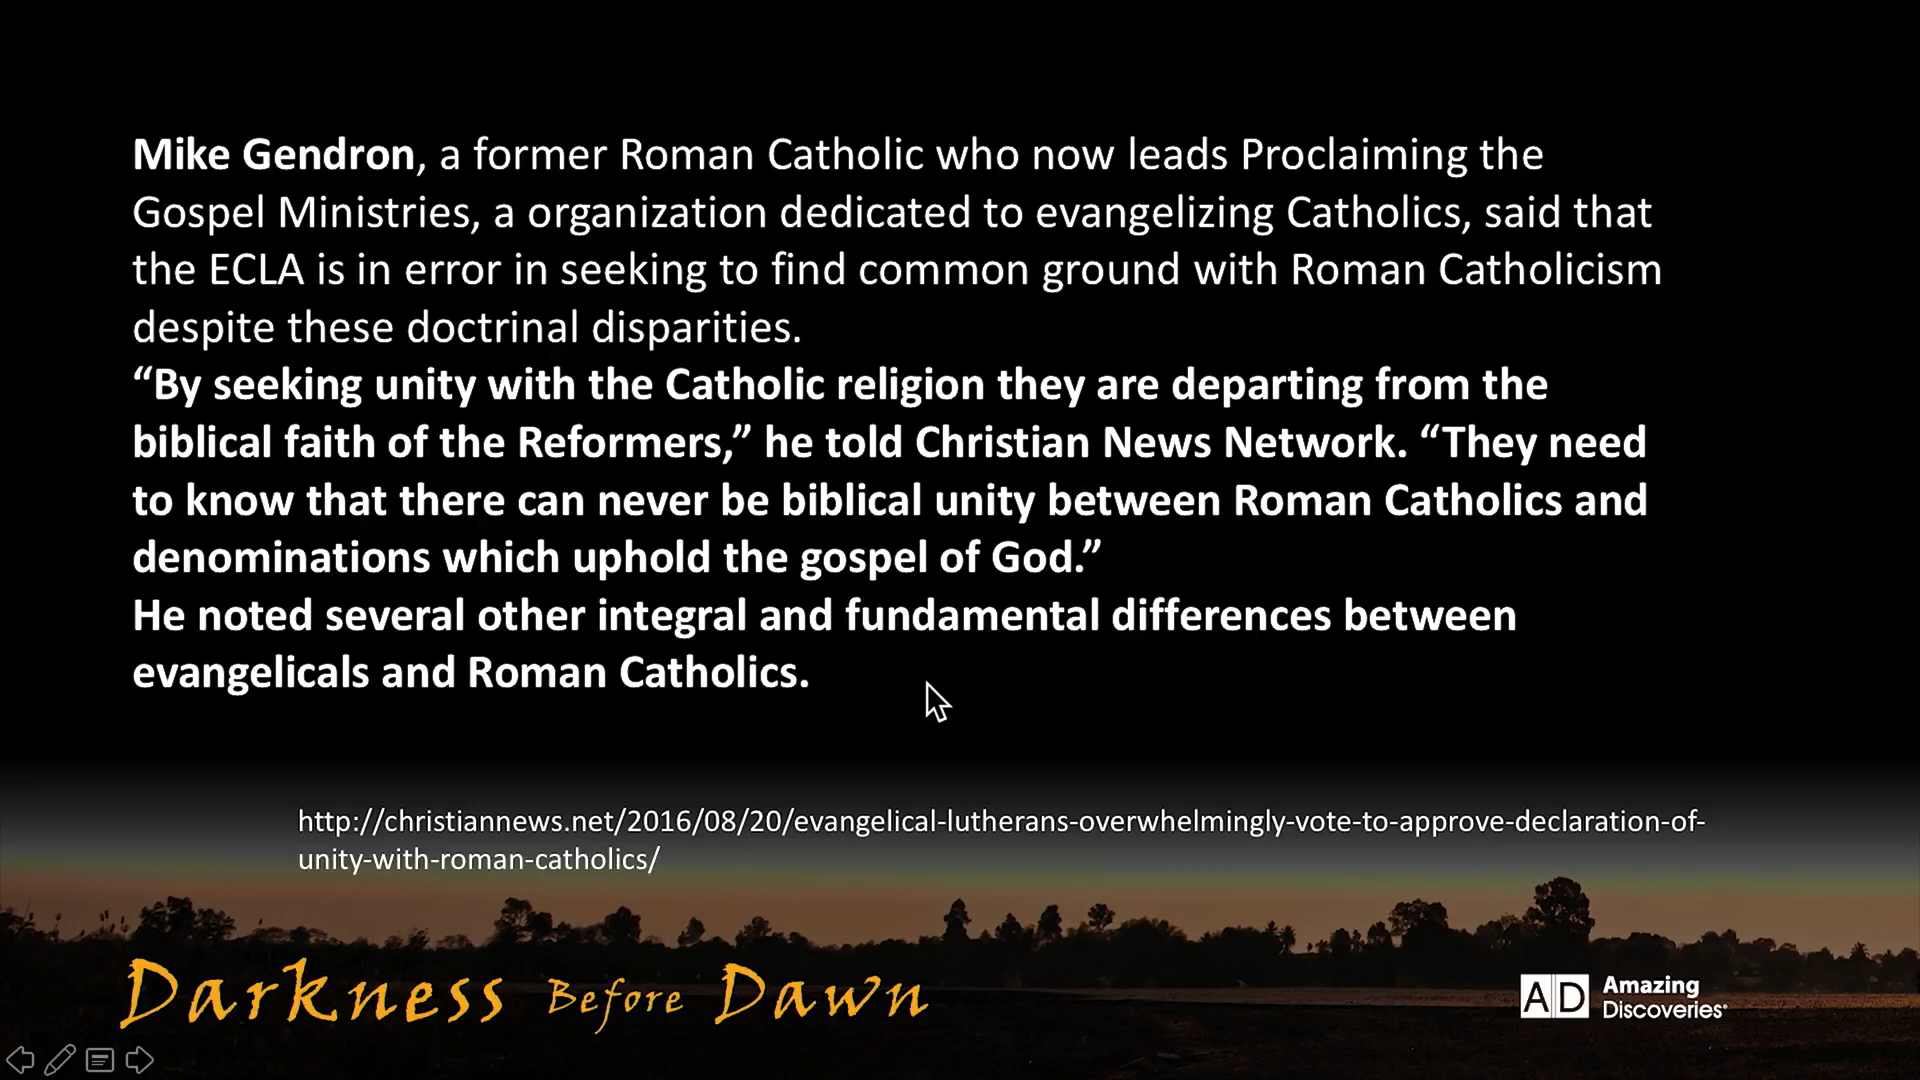 Mike Gendron, a former Roman Catholic who now leads Proclaiming the
Gospel Ministries, a organization dedicated to evangelizing Catholics, said that
the ECLA is in error in seeking to find common ground with Roman Catholicism
despite these doctrinal disparities.
“By seeking unity with the Catholic religion they are departing from the
biblical faith of the Reformers,” he told Christian News Network. “They need
to know that there can never be biblical unity between Roman Catholics and
denominations which uphold the gospel of God.”
He noted several other integral and fundamental differences between
evangelicals and Roman Catholics.
http://christiannews.net/2016/08/20/evangelical-lutherans-overwhelmingly-vote-to-approve-declaration-of-
unity-with-roman-catholics/
Darkness Before Dawn
AD Amazing
Discoveries